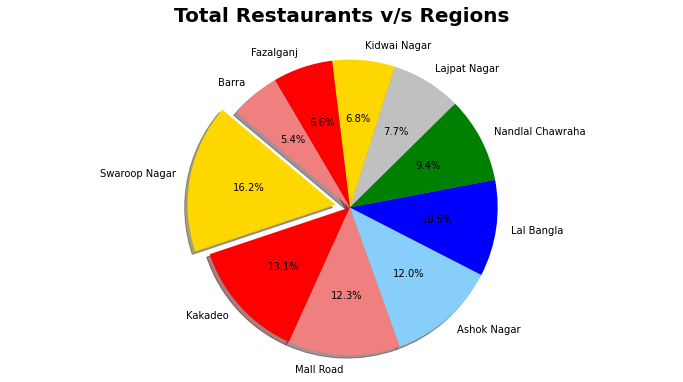 Total Restaurants v/s Regions
Kidwai Nagar
Fazalganj
Lajpat Nagar
Barra
6.8%
6.6%
7.7%
Nandlal Chawraha
5.4%
9.4%
Swaroop Nagar
16.2%
10.5%
Lal Bangla
13.1%
12.0%
12.3%
Kakadeo
Ashok Nagar
Mall Road